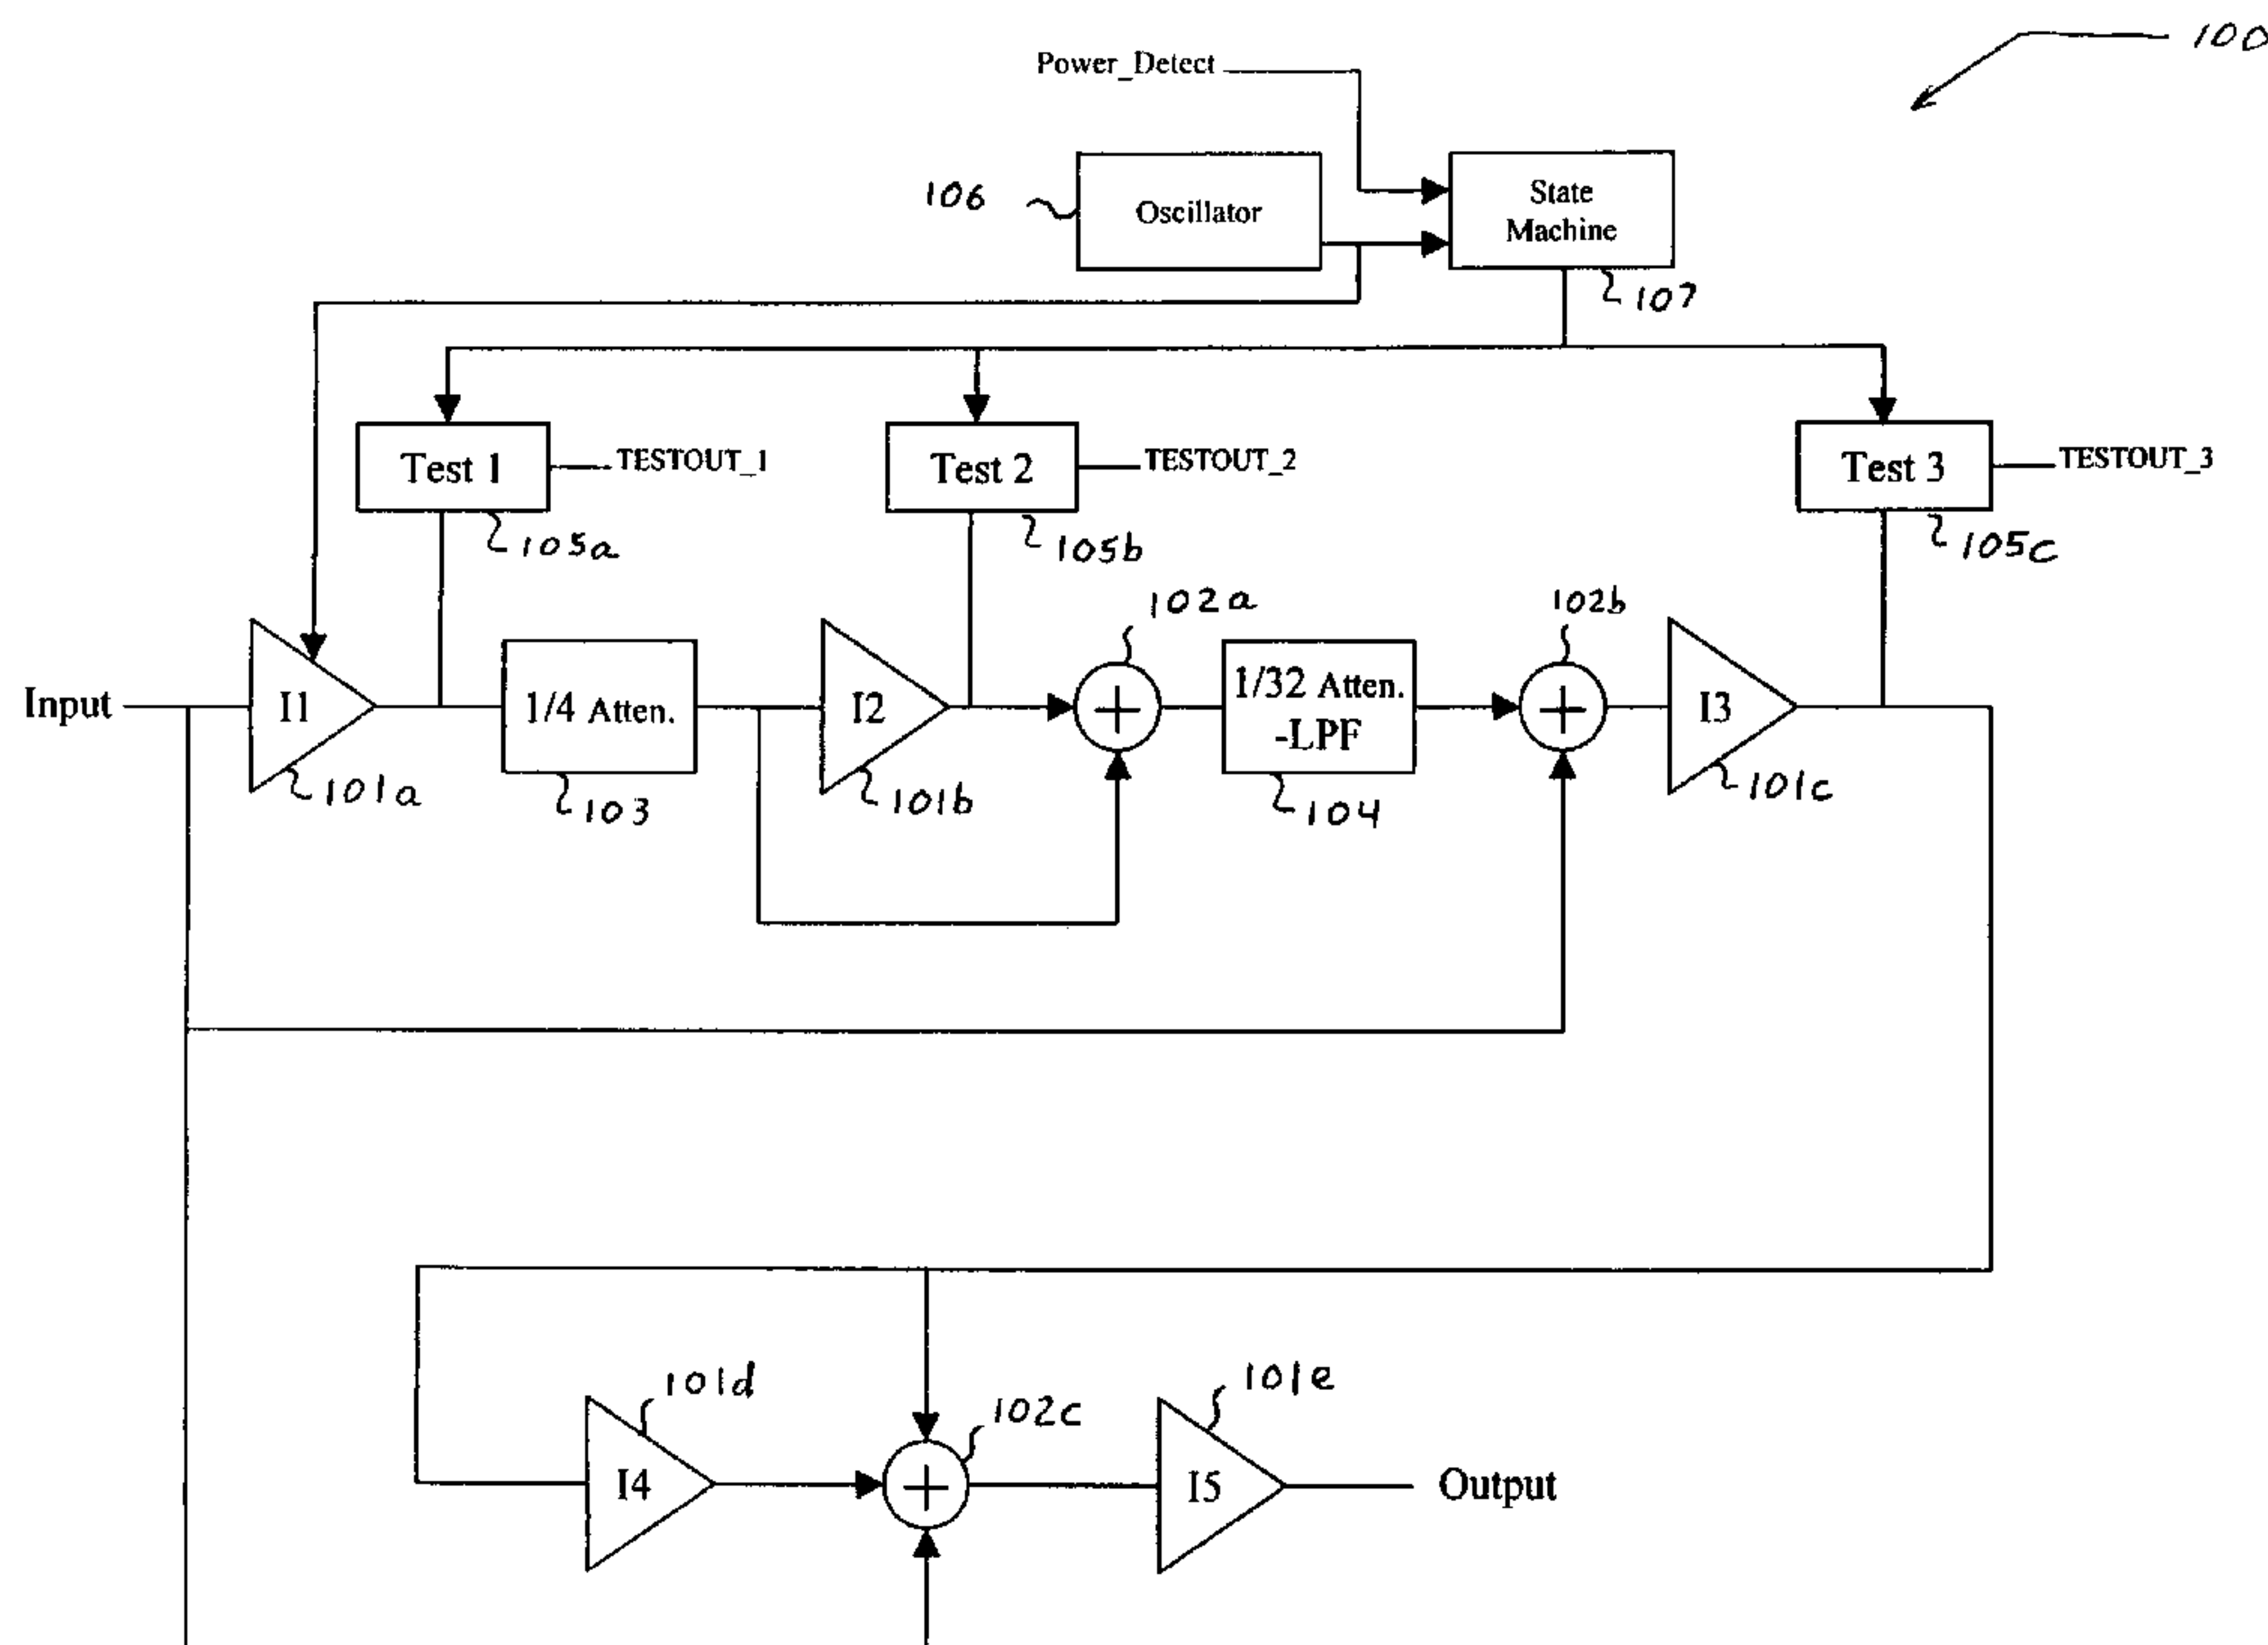 100
Power_Detect
106
Oscillator
State
Machine
107
Test 1
TESTOUT_1
Test 2
TESTOUT_2
Test 3
TESTOUT_3
105a
105b
105c
102a
102b
Input
I1
1/4 Atten.
I2
+
1/32 Atten.
-LPF
+
I3
101a
103
101b
104
101c
101d
102c
101e
I4
+
I5
Output